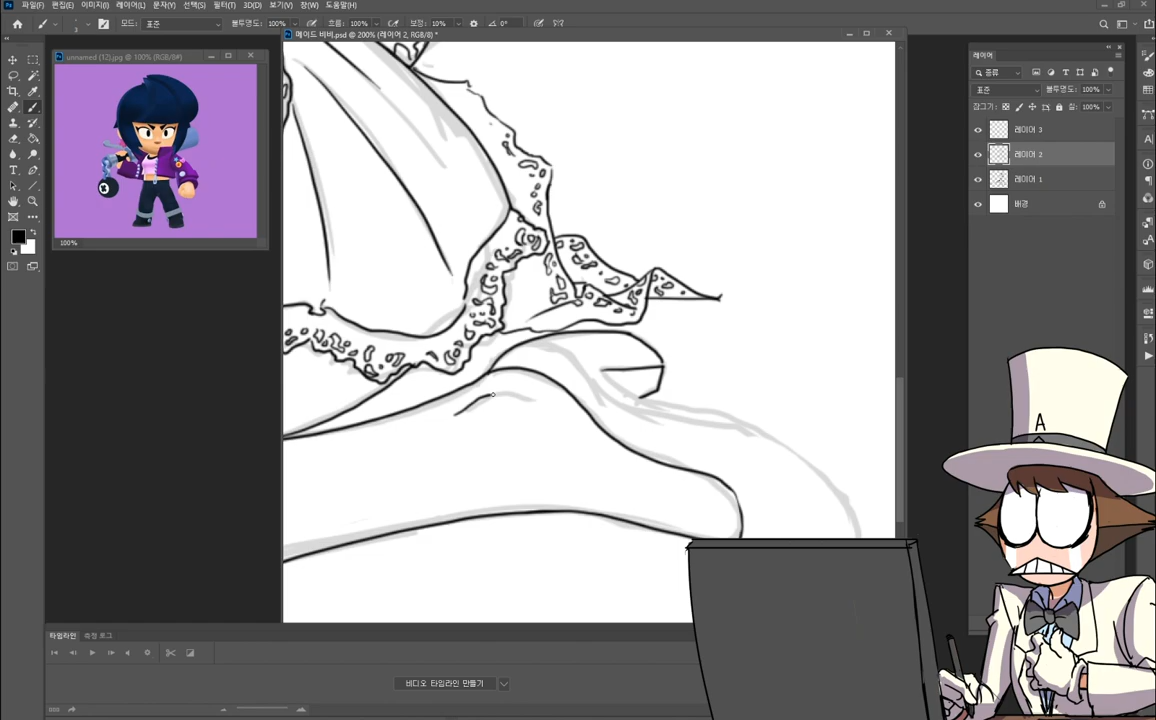 파일(F) 편집(E) 이미지(I) 레이어(L) 문자(Y) 선택(S) 필터(T) 3D(D) 보기(V) 창(W) 도움말(H)
3 모드: 표준 불투명도: 100% 흐름: 100% 보정: 10% 0°
메이드 비비.psd @ 200% (레이어 2, RGB/8) *
unnamed (12).jpg @ 100% (RGB/8#)
100%
레이어
종류
표준 불투명도: 100%
잠그기: 칠: 100%
레이어 3
레이어 2
레이어 1
배경
A
타임라인 측정 로그
비디오 타임라인 만들기